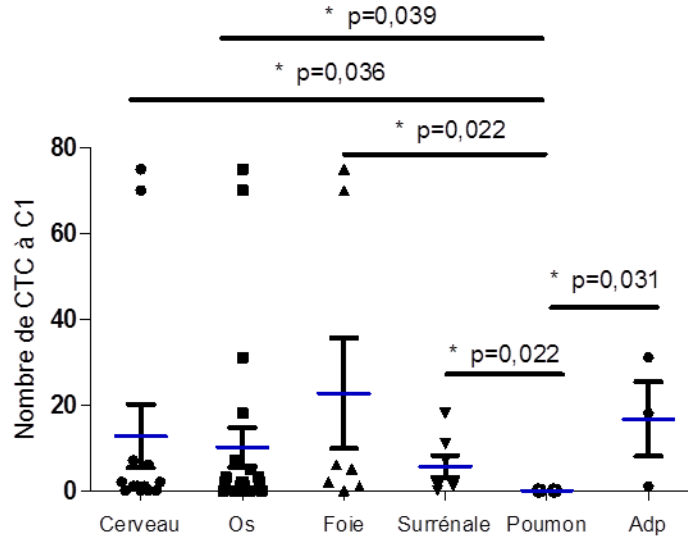 * p=0,039
* p=0,036
* p=0,022
* p=0,031
* p=0,022
Nombre de CTC à C1
80
60
40
20
0
Cerveau Os Foie Surrénale Poumon Adp